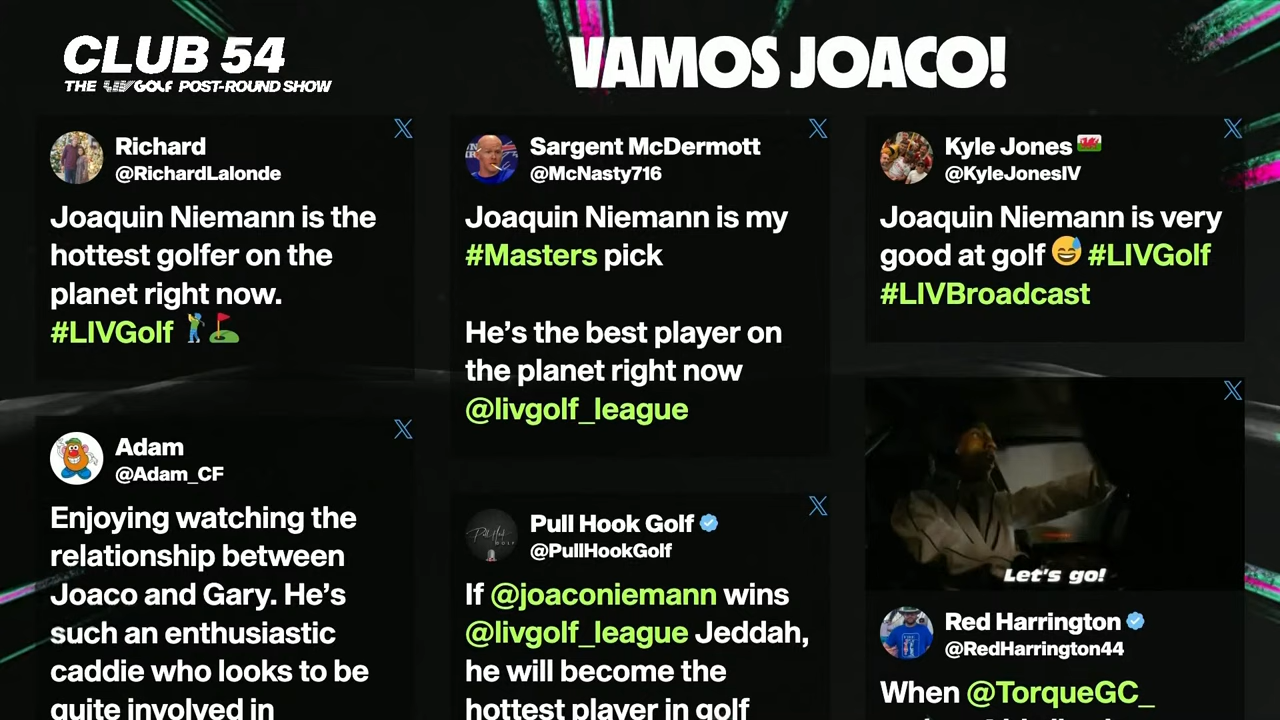 CLUB 54
THE LIV GOLF POST-ROUND SHOW
VAMOS JOACO!
Richard
@RichardLalonde
Joaquin Niemann is the
hottest golfer on the
planet right now.
#LIVGolf
Adam
@Adam_CF
Enjoying watching the
relationship between
Joaco and Gary. He's
such an enthusiastic
caddie who looks to be
quite involved in
Sargent McDermott
@McNasty716
Joaquin Niemann is my
#Masters pick
He's the best player on
the planet right now
@livgolf_league
Pull Hook Golf
@PullHookGolf
If @joaconiemann wins
@livgolf_league Jeddah,
he will become the
hottest player in golf
Kyle Jones
@KyleJonesIV
Joaquin Niemann is very
good at golf #LIVGolf
#LIVBroadcast
Let's go!
Red Harrington
@RedHarrington44
When @TorqueGC_